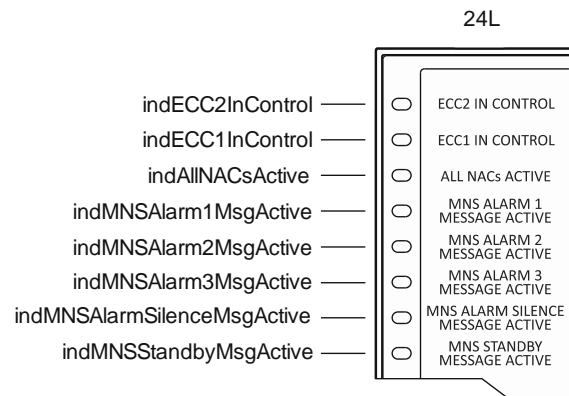 24L
indECC2InControl
ECC2 IN CONTROL
indECC1InControl
ECC1 IN CONTROL
indAllNACsActive
ALL NACs ACTIVE
indMNSAlarm1MsgActive
MNS ALARM 1
MESSAGE ACTIVE
indMNSAlarm2MsgActive
MNS ALARM 2
MESSAGE ACTIVE
indMNSAlarm3MsgActive
MNS ALARM 3
MESSAGE ACTIVE
indMNSAlarmSilenceMsgActive
MNS ALARM SILENCE
MESSAGE ACTIVE
indMNSStandbyMsgActive
MNS STANDBY
MESSAGE ACTIVE